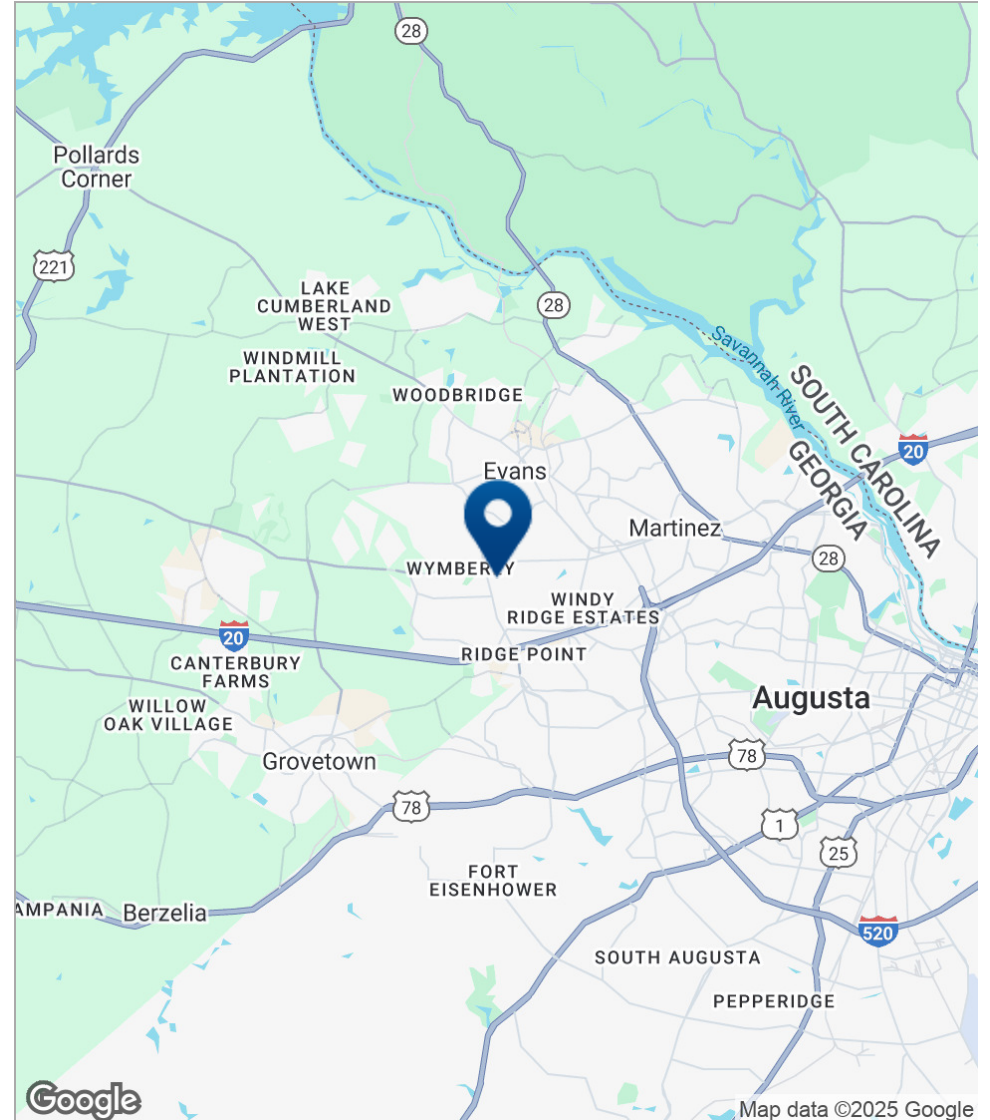 28
Pollards
Corner
221
LAKE
CUMBERLAND
WEST
28
WINDMILL
PLANTATION
Savannah River
SOUTH CAROLINA
GEORGIA
WOODBRIDGE
20
Evans
Martinez
28
WYMBERLY
WINDY
RIDGE ESTATES
20
RIDGE POINT
CANTERBURY
FARMS
Augusta
WILLOW
OAK VILLAGE
78
Grovetown
78
1
25
FORT
EISENHOWER
AMPANIA
Berzelia
520
SOUTH AUGUSTA
PEPPERIDGE
Google
Map data ©2025 Google